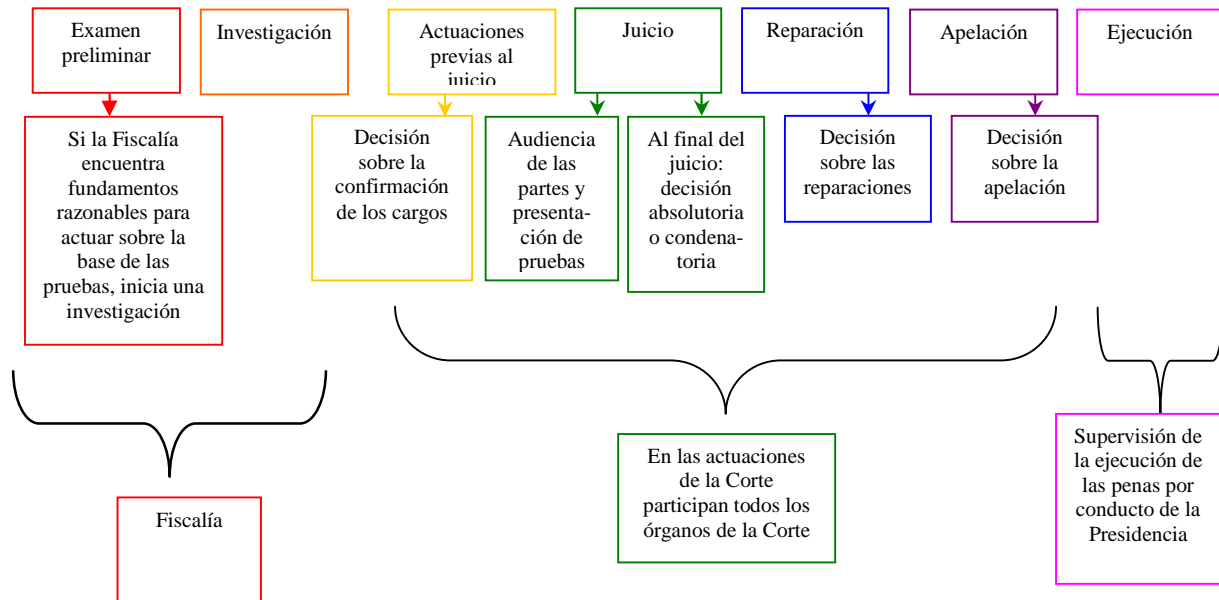 Examen
preliminar
Investigación
Actuaciones
previas al
juicio
Juicio
Reparación
Apelación
Ejecución
Si la Fiscalía
encuentra
fundamentos
razonables para
actuar sobre la
base de las
pruebas, inicia una
investigación
Decisión
sobre la
confirmación
de los cargos
Audiencia
de las
partes y
presenta-
ción de
pruebas
Al final del
juicio:
decisión
absolutoria
o condena-
toria
Decisión
sobre las
reparaciones
Decisión
sobre la
apelación
Fiscalía
En las actuaciones
de la Corte
participan todos los
órganos de la Corte
Supervisión de
la ejecución de
las penas por
conducto de la
Presidencia